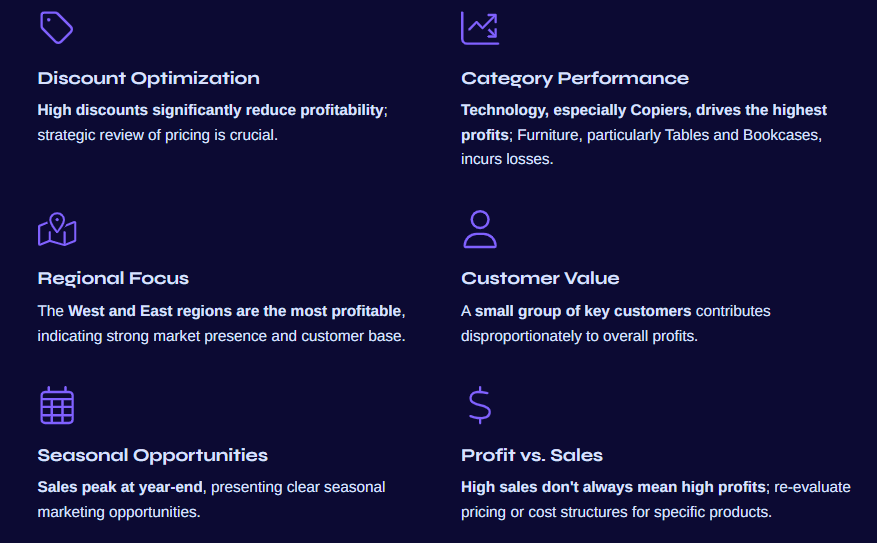 Discount Optimization
High discounts significantly reduce profitability;
strategic review of pricing is crucial.
Category Performance
Technology, especially Copiers, drives the highest
profits; Furniture, particularly Tables and Bookcases,
incurs losses.
Regional Focus
The West and East regions are the most profitable,
indicating strong market presence and customer base.
Customer Value
A small group of key customers contributes
disproportionately to overall profits.
Seasonal Opportunities
Sales peak at year-end, presenting clear seasonal
marketing opportunities.
Profit vs. Sales
High sales don't always mean high profits; re-evaluate
pricing or cost structures for specific products.